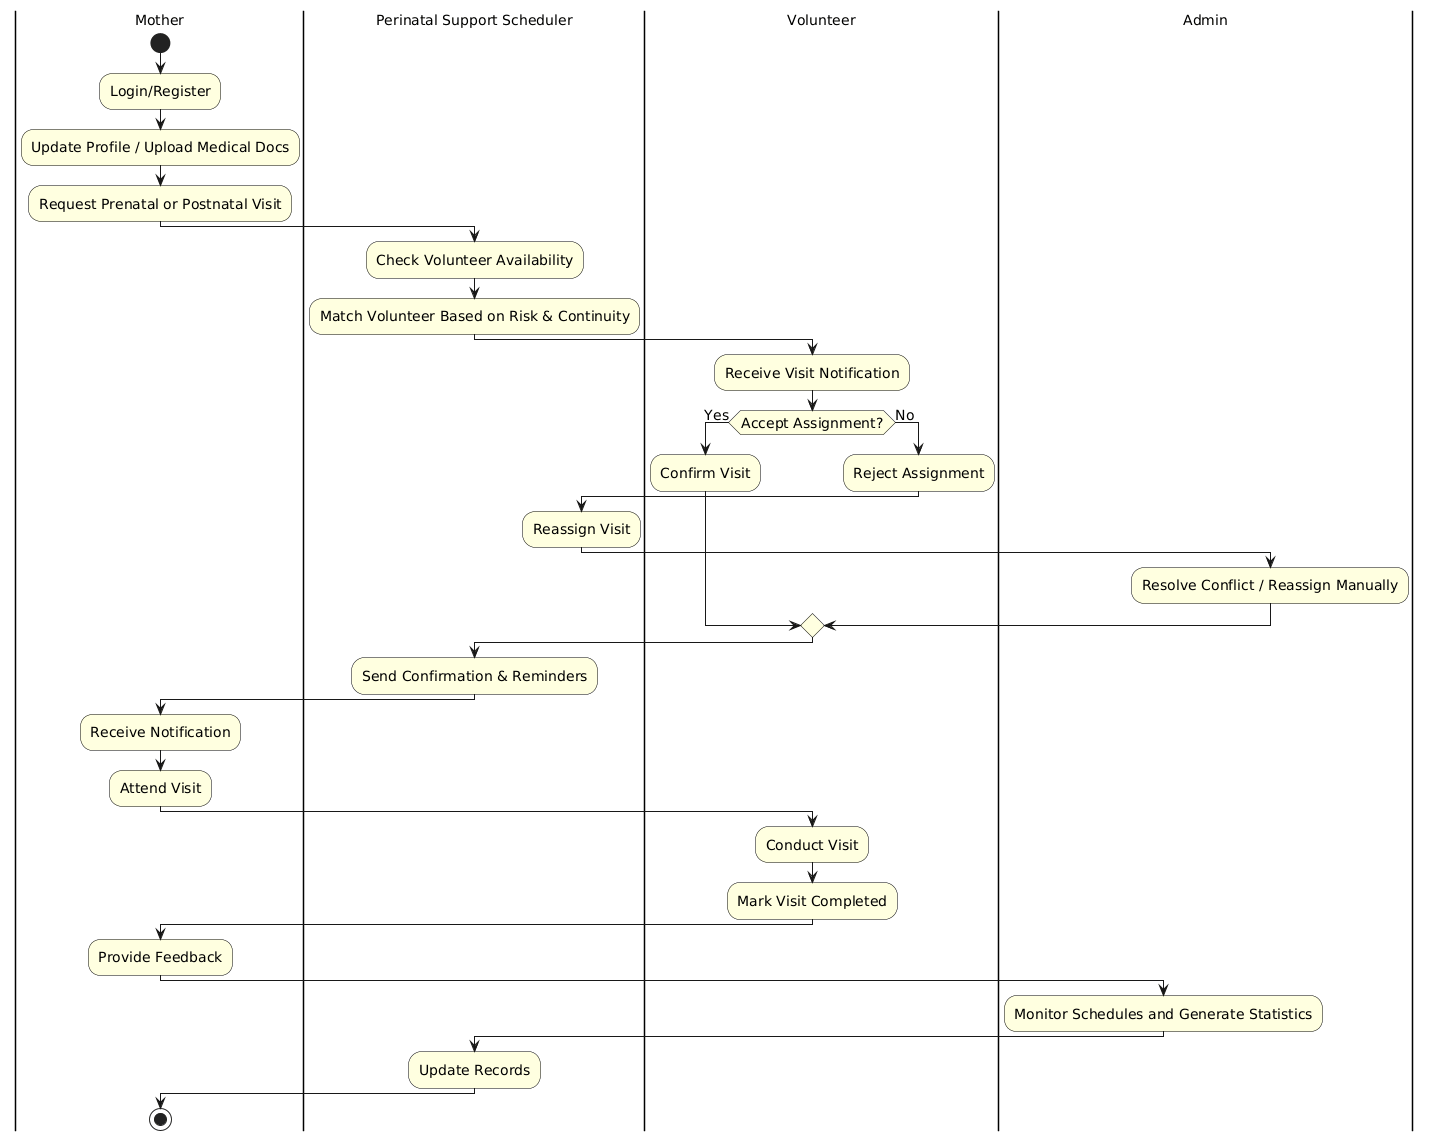 Mother
Perinatal Support Scheduler
Volunteer
Admin
Login/Register
Update Profile / Upload Medical Docs
Request Prenatal or Postnatal Visit
Check Volunteer Availability
Match Volunteer Based on Risk & Continuity
Receive Visit Notification
Yes
Accept Assignment?
No
Confirm Visit
Reject Assignment
Reassign Visit
Resolve Conflict / Reassign Manually
Send Confirmation & Reminders
Receive Notification
Attend Visit
Conduct Visit
Mark Visit Completed
Provide Feedback
Monitor Schedules and Generate Statistics
Update Records